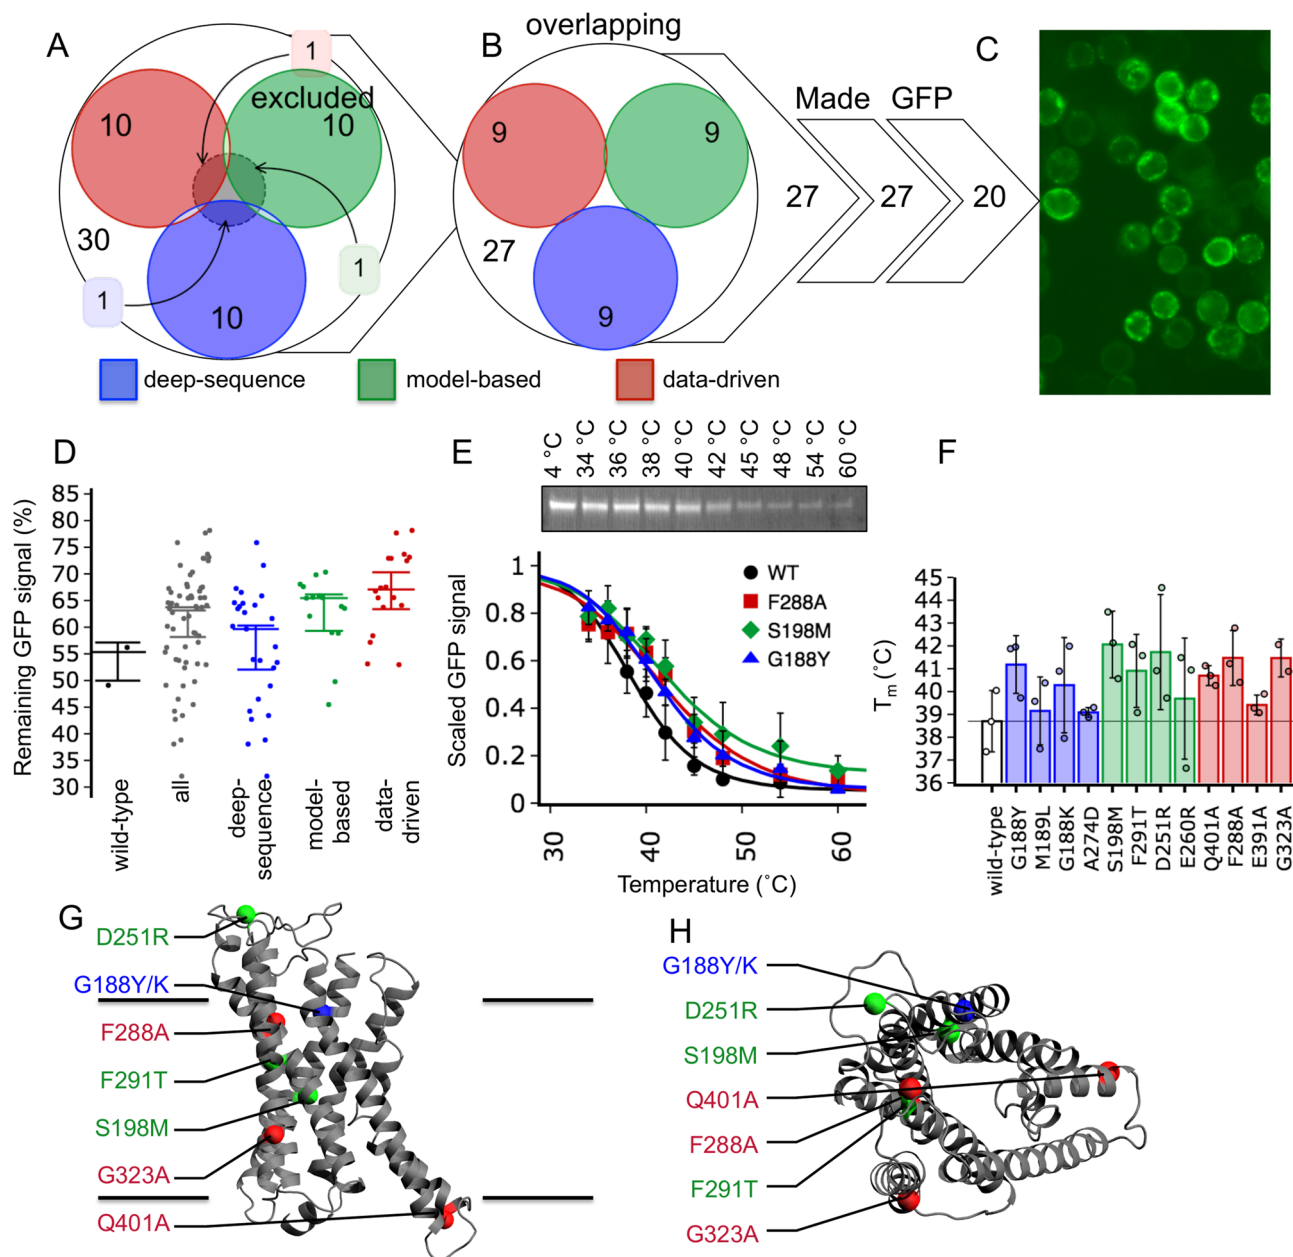 A
1
excluded
10
10
30
1
1
10
B
overlapping
9
9
27
9
27
Made
27
GFP
20
C
deep-sequence
model-based
data-driven
D
Remaining GFP signal (%)
85
80
75
70
65
60
55
50
45
40
35
30
wild-type
all
deep-
sequence
model-
based
data-
driven
E
4 °C
34 °C
36 °C
38 °C
40 °C
42 °C
45 °C
48 °C
54 °C
60 °C
Scaled GFP signal
1
0.8
0.6
0.4
0.2
0
WT
F288A
S198M
G188Y
30
40
50
60
Temperature (˚C)
F
Tm (˚C)
45
44
43
42
41
40
39
38
37
36
wild-type
G188Y
M189L
G188K
A274D
S198M
F291T
D251R
E260R
Q401A
F288A
E391A
G323A
G
D251R
G188Y/K
F288A
F291T
S198M
G323A
Q401A
H
G188Y/K
D251R
S198M
Q401A
F288A
F291T
G323A